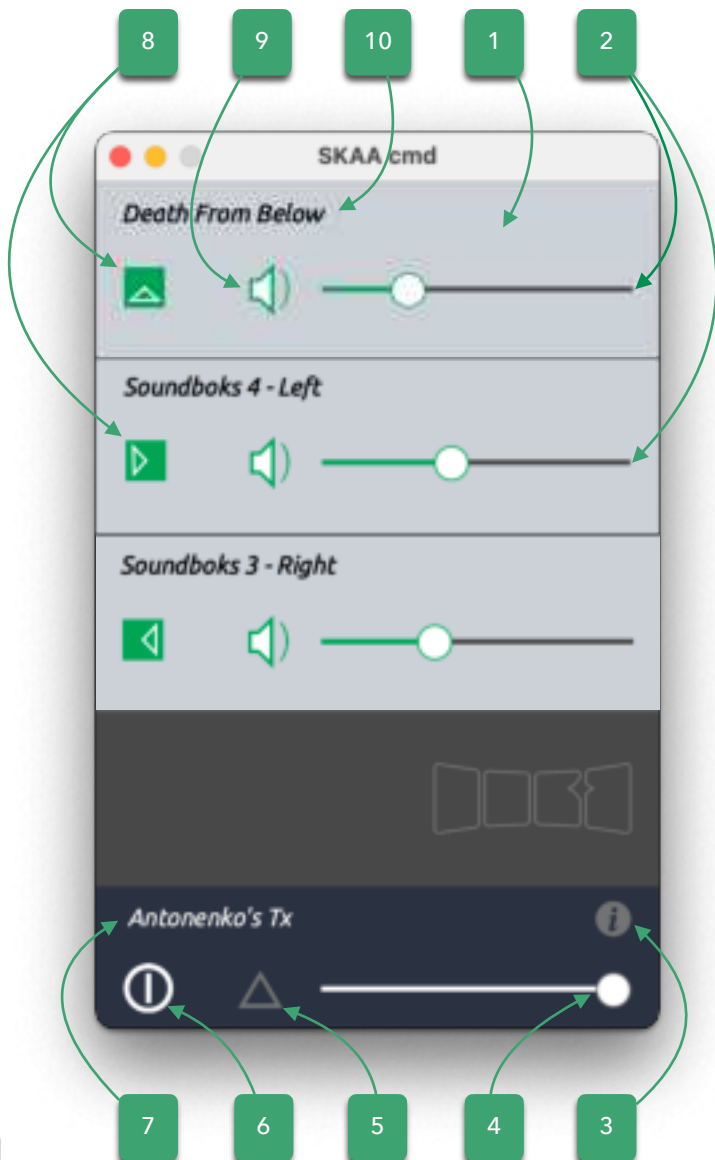 8 9 10 1 2
SKAA cmd
Death From Below
Soundboks 4 - Left
Soundboks 3 - Right
Antonenko's Tx
i
7 6 5 4 3